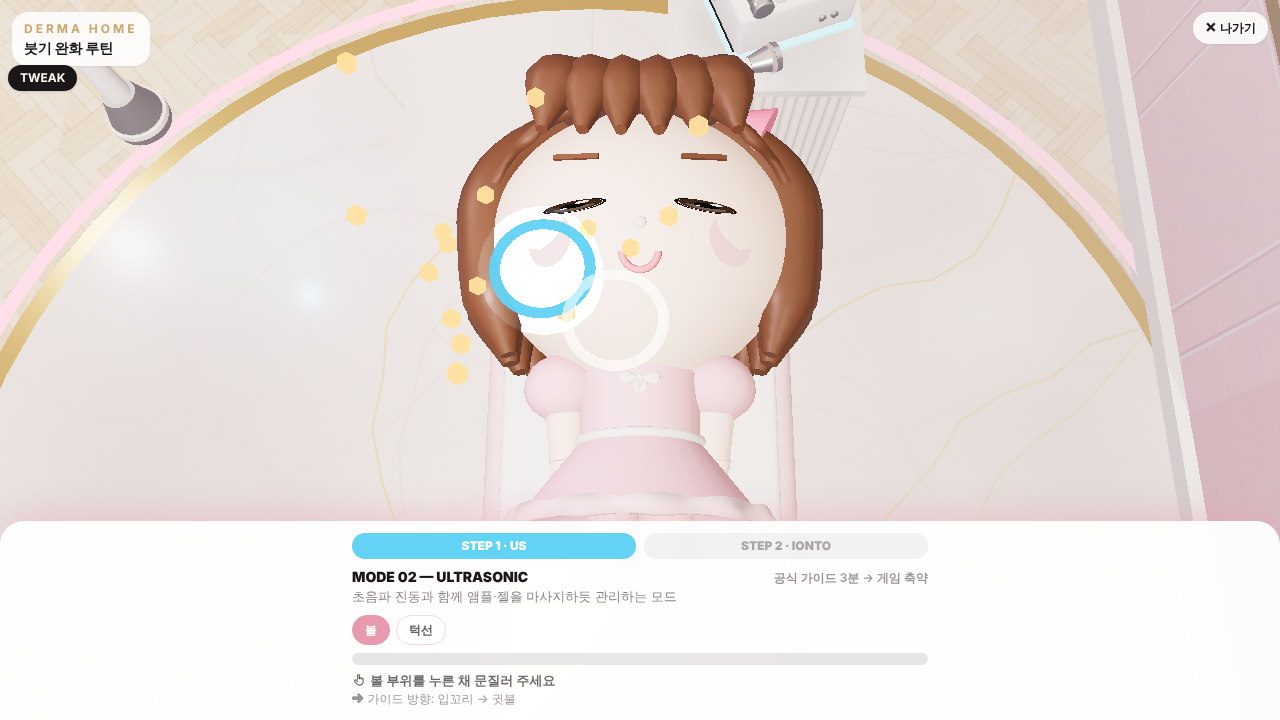 DERMA HOME
붓기 완화 루틴
TWEAK
✕ 나가기
STEP 1 · US
STEP 2 · IONTO
MODE 02 — ULTRASONIC
공식 가이드 3분 → 게임 축약
초음파 진동과 함께 앰플·젤을 마사지하듯 관리하는 모드
볼
턱선
볼 부위를 누른 채 문질러 주세요
가이드 방향: 입꼬리 → 귓불